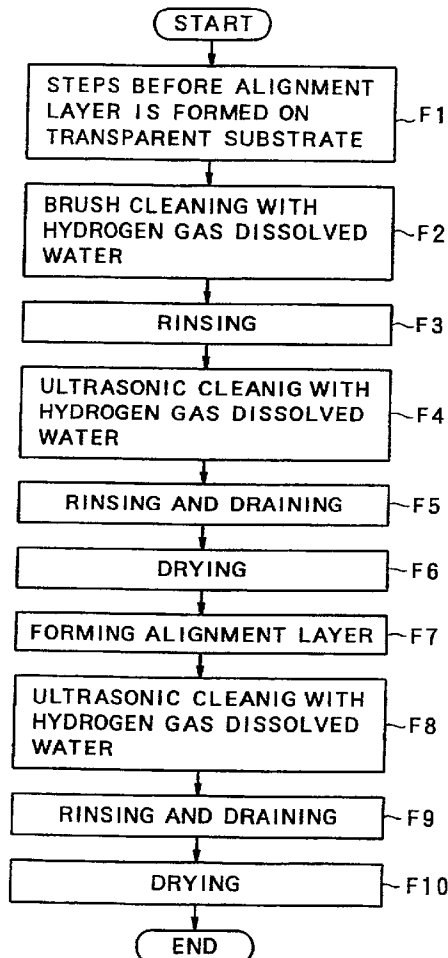 START
STEPS BEFORE ALIGNMENT
LAYER IS FORMED ON
TRANSPARENT SUBSTRATE
F1
BRUSH CLEANING WITH
HYDROGEN GAS DISSOLVED
WATER
F2
RINSING
F3
ULTRASONIC CLEANIG WITH
HYDROGEN GAS DISSOLVED
WATER
F4
RINSING AND DRAINING
F5
DRYING
F6
FORMING ALIGNMENT LAYER
F7
ULTRASONIC CLEANIG WITH
HYDROGEN GAS DISSOLVED
WATER
F8
RINSING AND DRAINING
F9
DRYING
F10
END